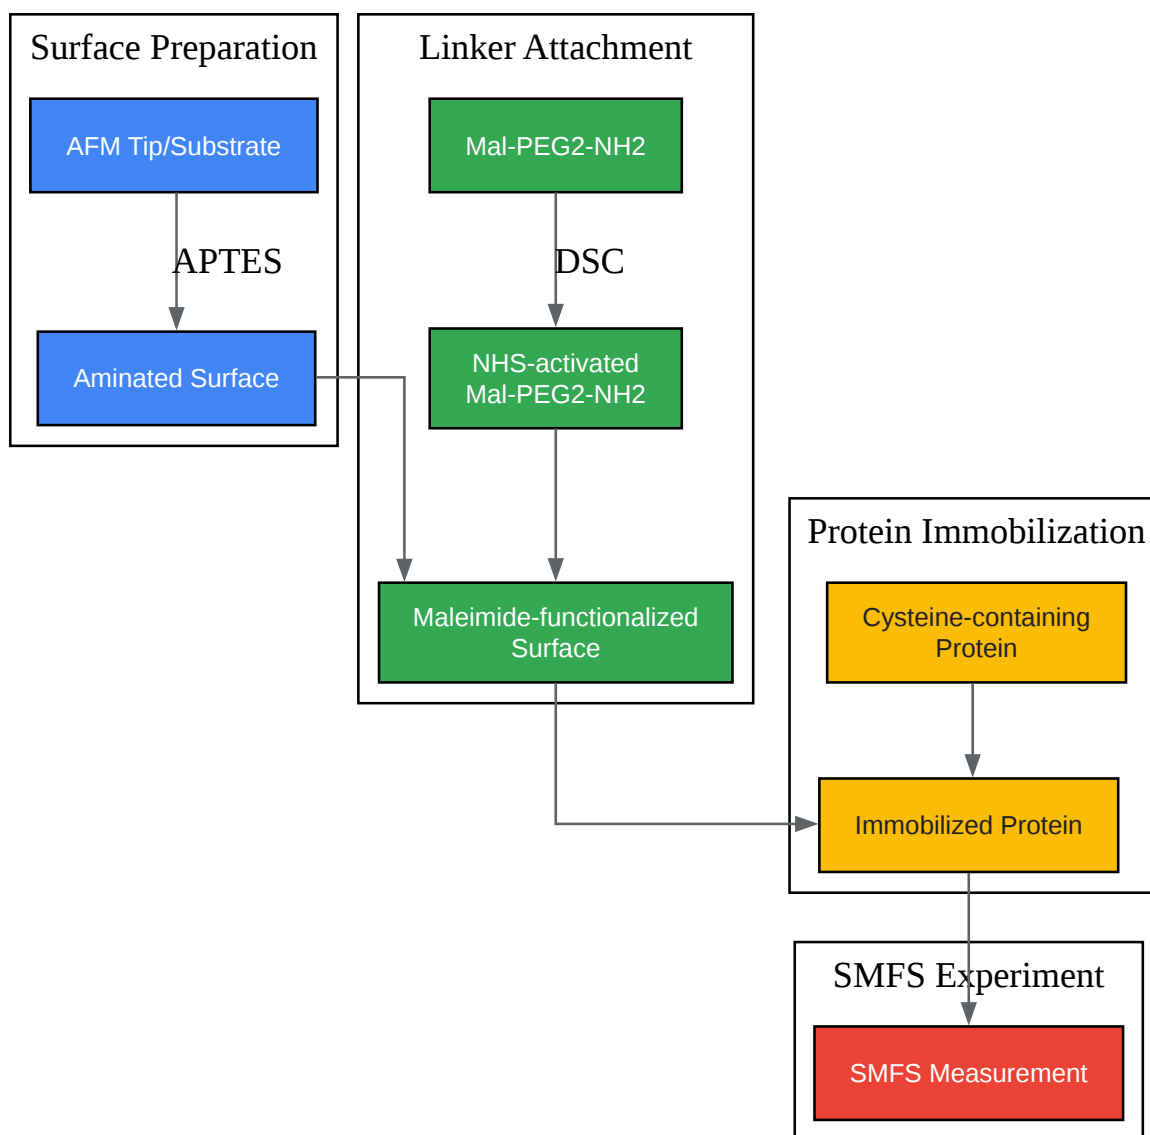 Surface Preparation
AFM Tip/Substrate
APTES
Aminated Surface
Linker Attachment
Mal-PEG2-NH2
DSC
NHS-activated
Mal-PEG2-NH2
Maleimide-functionalized
Surface
Protein Immobilization
Cysteine-containing
Protein
Immobilized Protein
SMFS Experiment
SMFS Measurement